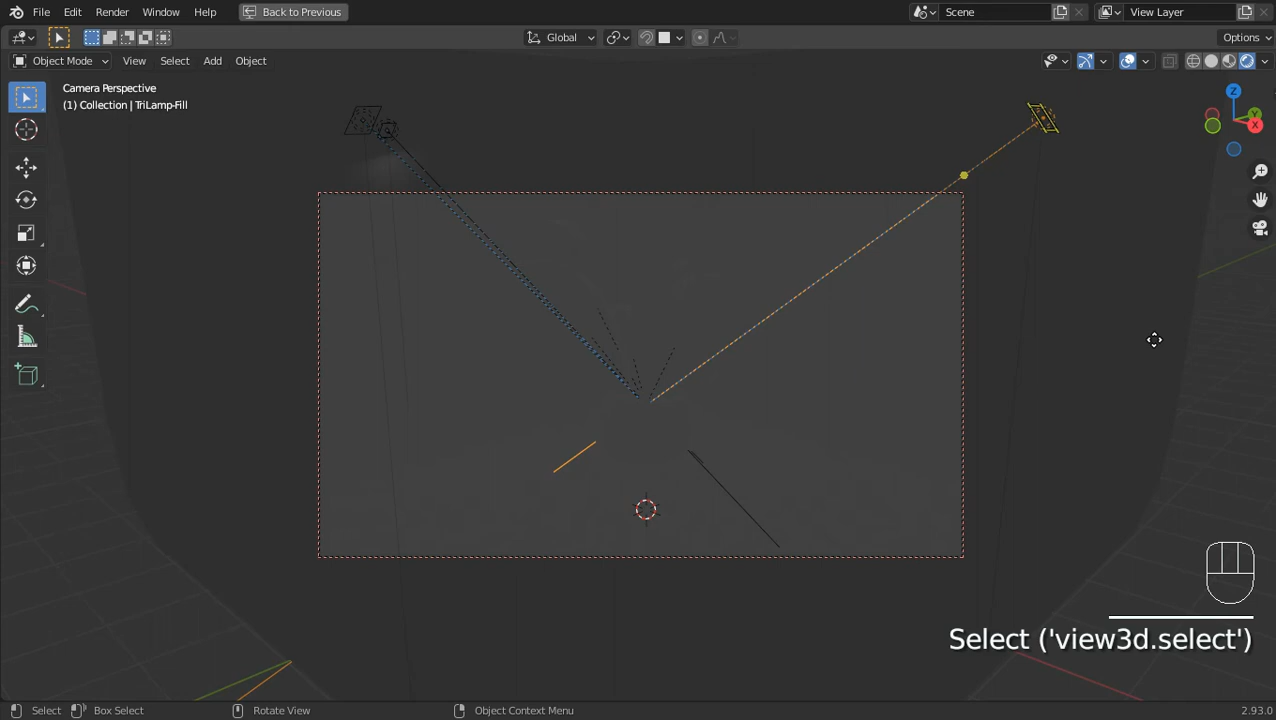 File Edit Render Window Help Back to Previous Scene View Layer
Global Options
Object Mode View Select Add Object
Camera Perspective
(1) Collection | TriLamp-Fill
Z
Y
X
Select ('view3d.select')
Select Box Select Rotate View Object Context Menu 2.93.0